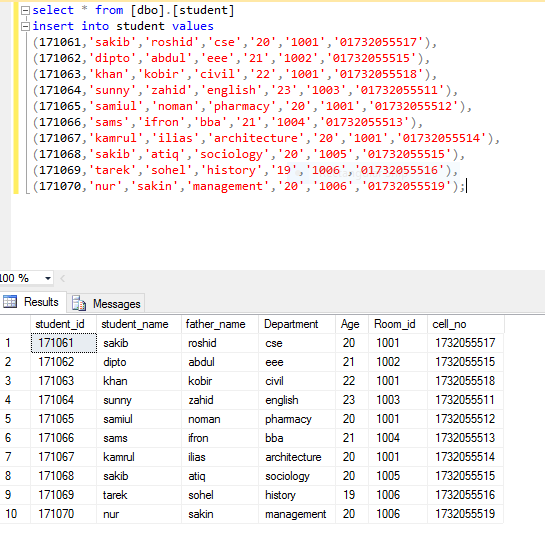 select * from [dbo].[student]
insert into student values
(171061,'sakib','roshid','cse','20','1001','01732055517'),
(171062,'dipto','abdul','eee','21','1002','01732055515'),
(171063,'khan','kobir','civil','22','1001','01732055518'),
(171064,'sunny','zahid','english','23','1003','01732055511'),
(171065,'samiul','noman','pharmacy','20','1001','01732055512'),
(171066,'sams','ifron','bba','21','1004','01732055513'),
(171067,'kamrul','ilias','architecture','20','1001','01732055514'),
(171068,'sakib','atiq','sociology','20','1005','01732055515'),
(171069,'tarek','sohel','history','19','1006','01732055516'),
(171070,'nur','sakin','management','20','1006','01732055519');
100 %
Results Messages
student_id student_name father_name Department Age Room_id cell_no
1 171061 sakib roshid cse 20 1001 1732055517
2 171062 dipto abdul eee 21 1002 1732055515
3 171063 khan kobir civil 22 1001 1732055518
4 171064 sunny zahid english 23 1003 1732055511
5 171065 samiul noman pharmacy 20 1001 1732055512
6 171066 sams ifron bba 21 1004 1732055513
7 171067 kamrul ilias architecture 20 1001 1732055514
8 171068 sakib atiq sociology 20 1005 1732055515
9 171069 tarek sohel history 19 1006 1732055516
10 171070 nur sakin management 20 1006 1732055519